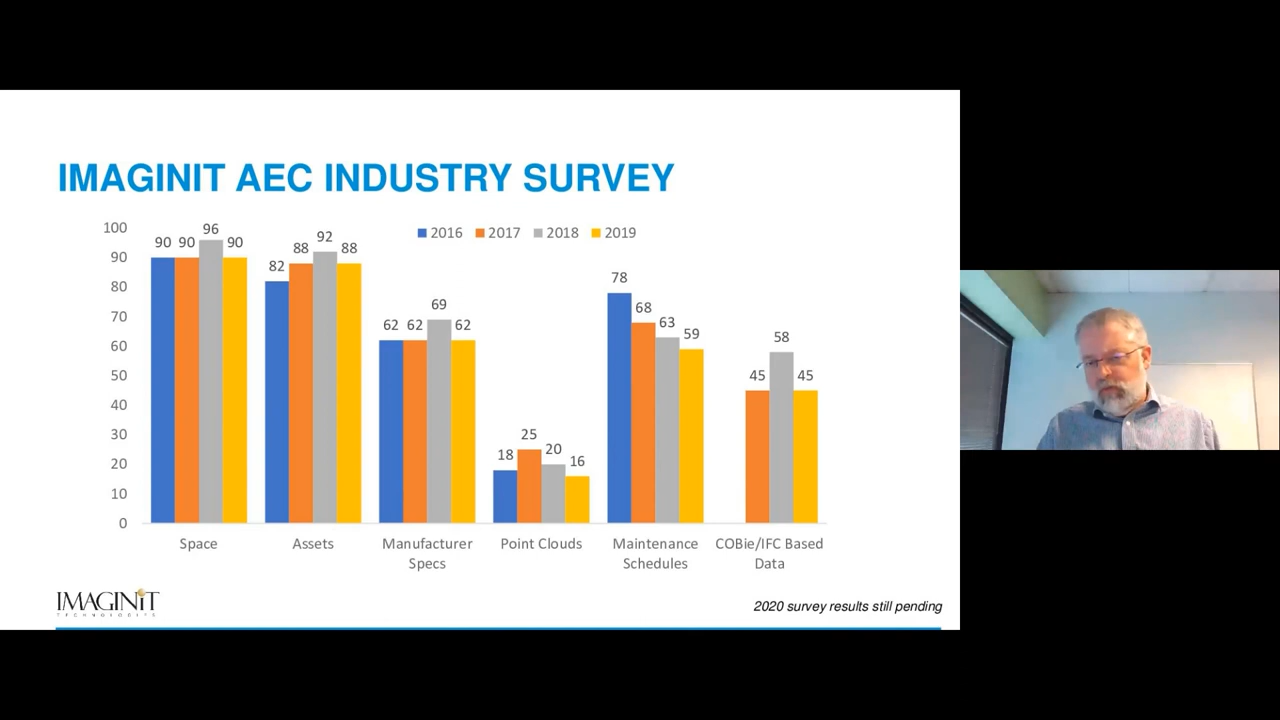 IMAGINIT AEC INDUSTRY SURVEY
2016 2017 2018 2019
100
90
80
70
60
50
40
30
20
10
0
90 90 96 90
82 88 92 88
62 62 69 62
18 25 20 16
78 68 63 59
45 58 45
Space
Assets
Manufacturer
Specs
Point Clouds
Maintenance
Schedules
COBie/IFC Based
Data
IMAGINiT
TECHNOLOGIES
2020 survey results still pending